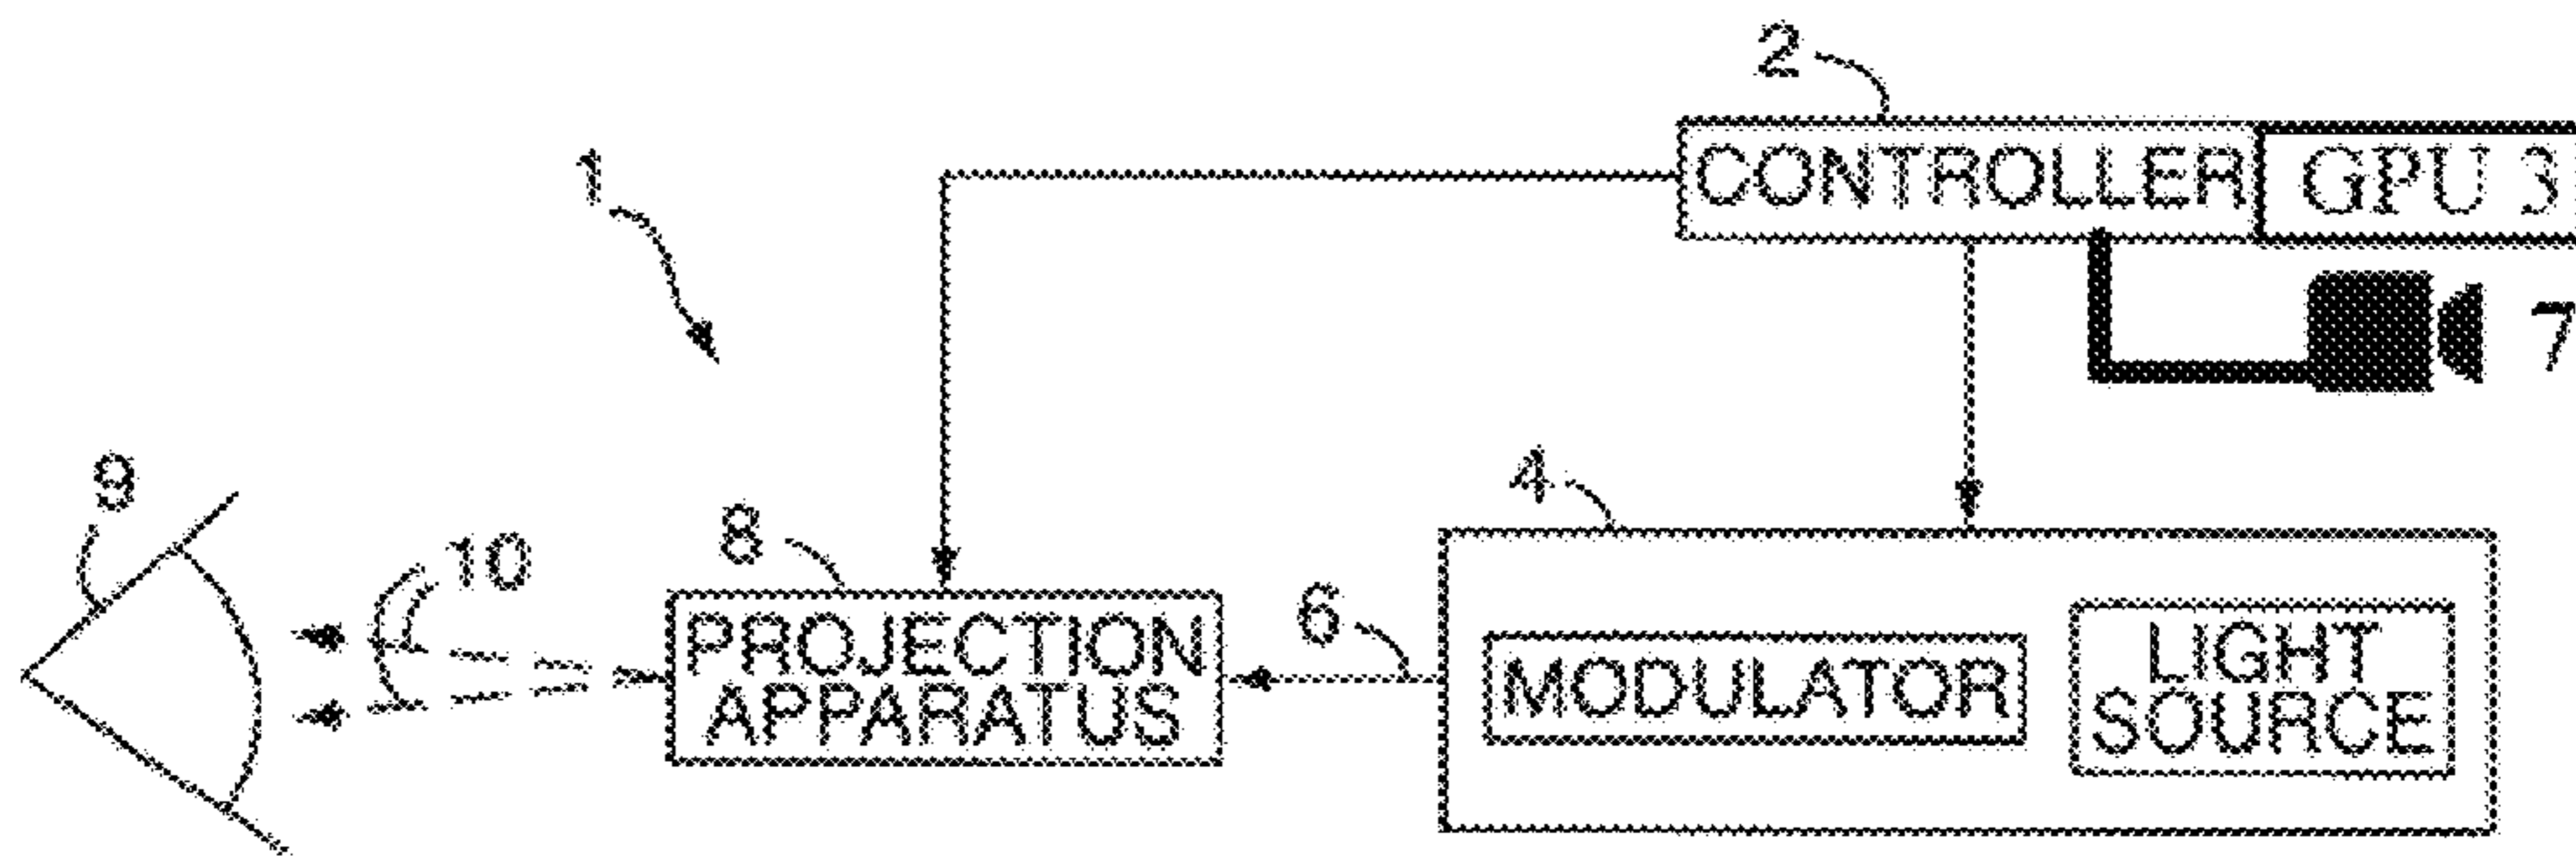 2
1
CONTROLLER GPU 3
7
9
10
8
6
4
PROJECTION
APPARATUS
MODULATOR
LIGHT
SOURCE